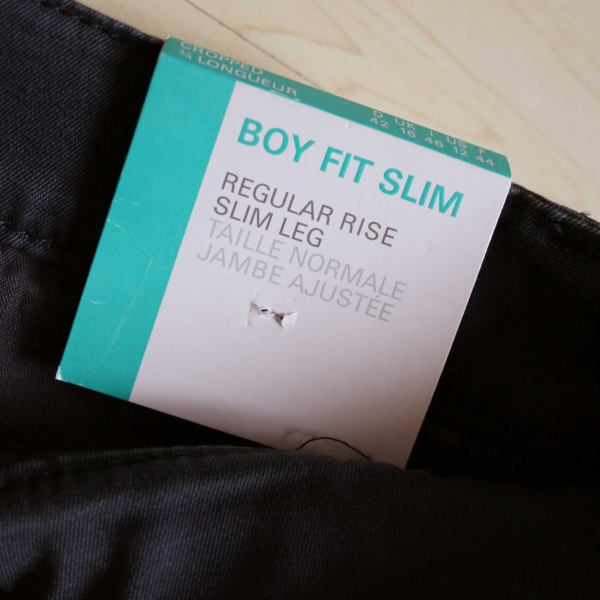 CROPPED
¾ LONGUEUR
D UK I US F
42 16 46 12 44
BOY FIT SLIM
REGULAR RISE
SLIM LEG
TAILLE NORMALE
JAMBE AJUSTÉE